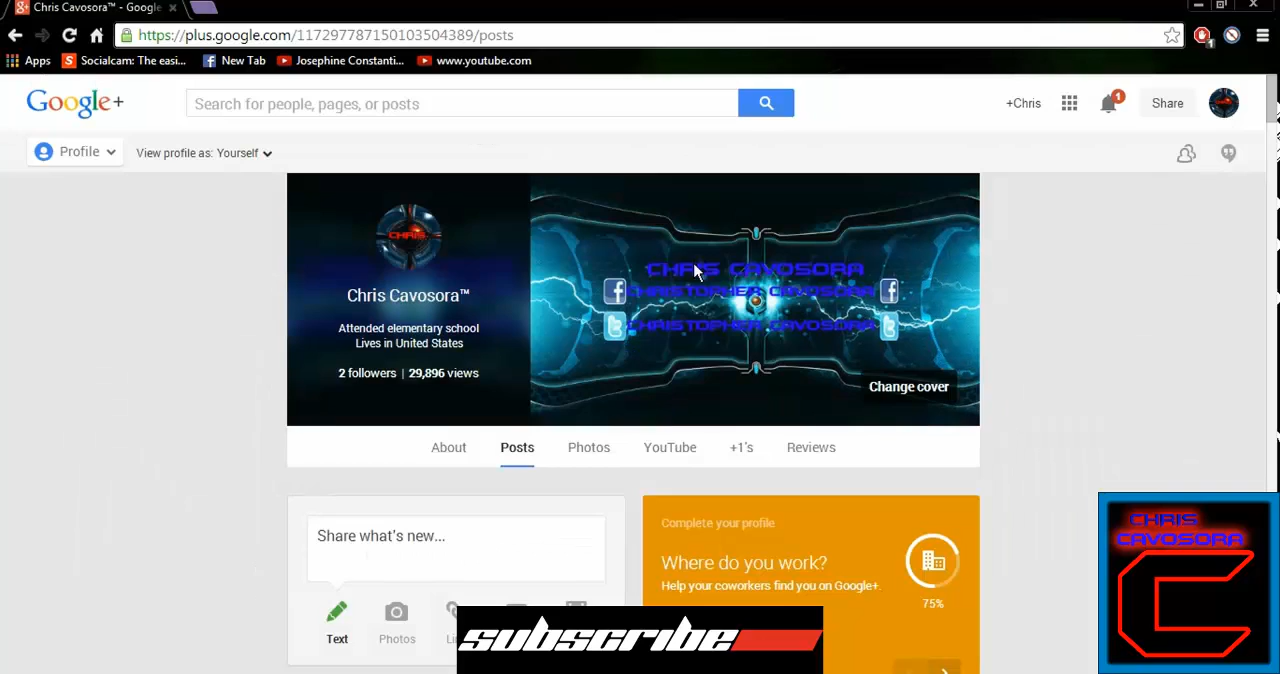 Chris Cavosora™ - Google
https://plus.google.com/117297787150103504389/posts
1
Apps
Socialcam: The easi...
New Tab
Josephine Constanti...
www.youtube.com
Google+
Search for people, pages, or posts
+Chris
1
Share
Profile
View profile as: Yourself
CHRIS
Chris Cavosora™
Attended elementary school
Lives in United States
2 followers | 29,896 views
CHRIS CAVOSORA
CHRISTOPHER CAVOSORA
CHRISTOPHER CAVOSORA
Change cover
About
Posts
Photos
YouTube
+1's
Reviews
Share what's new...
Text
Photos
Complete your profile
Where do you work?
Help your coworkers find you on Google+.
75%
SUBSCRIBE
CHRIS
CAVOSORA
C